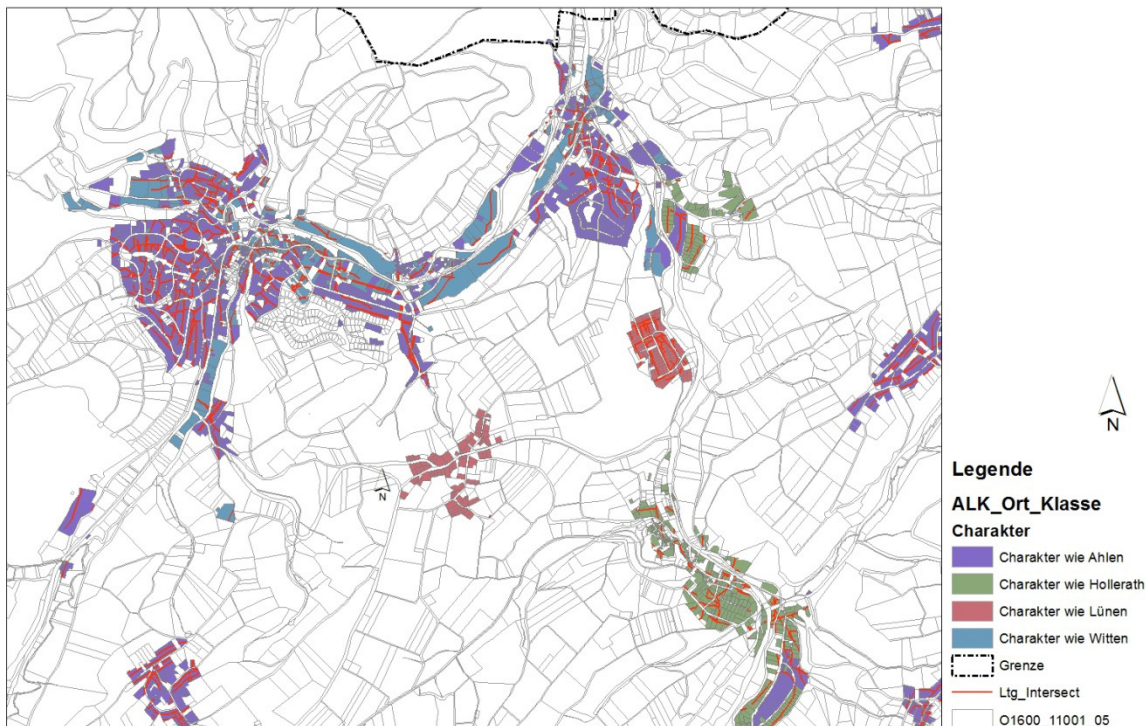 N
N
Legende
ALK_Ort_Klasse
Charakter
Charakter wie Ahlen
Charakter wie Hollerath
Charakter wie Lünen
Charakter wie Witten
Grenze
Ltg_Intersect
O1600_11001_05